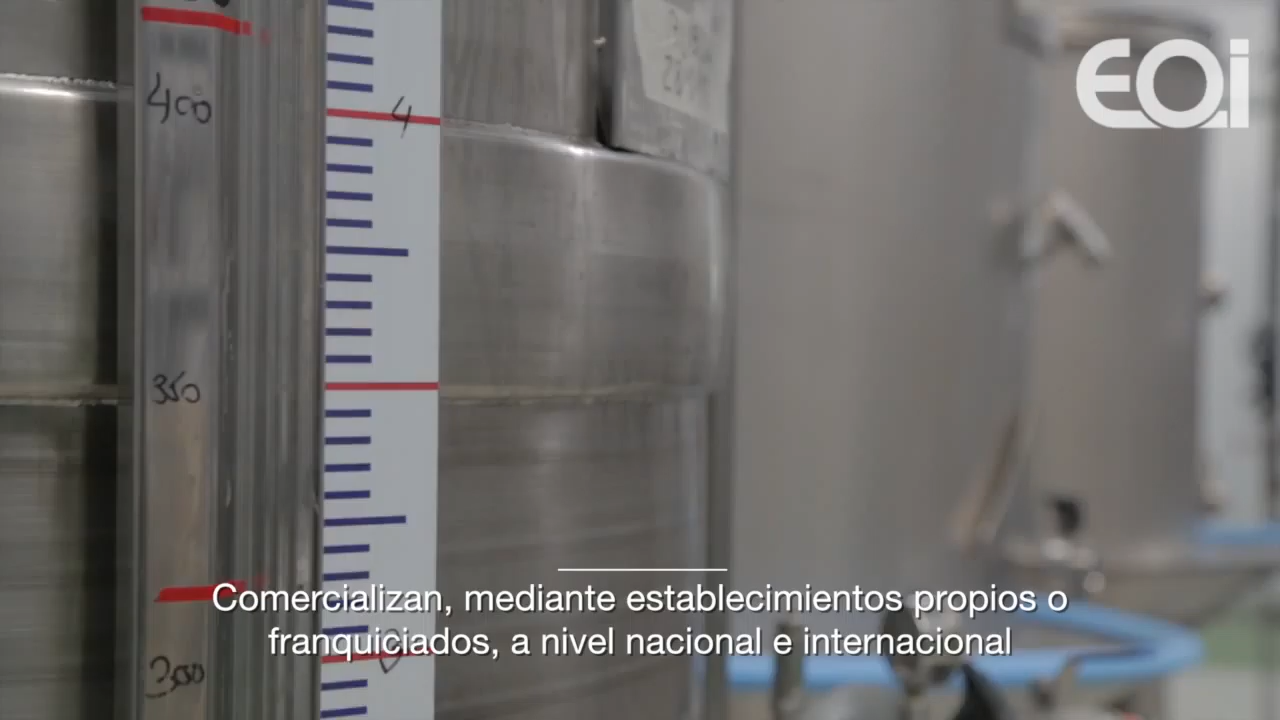 EOi
400
4
350
Comercializan, mediante establecimientos propios o
franquiciados, a nivel nacional e internacional
300